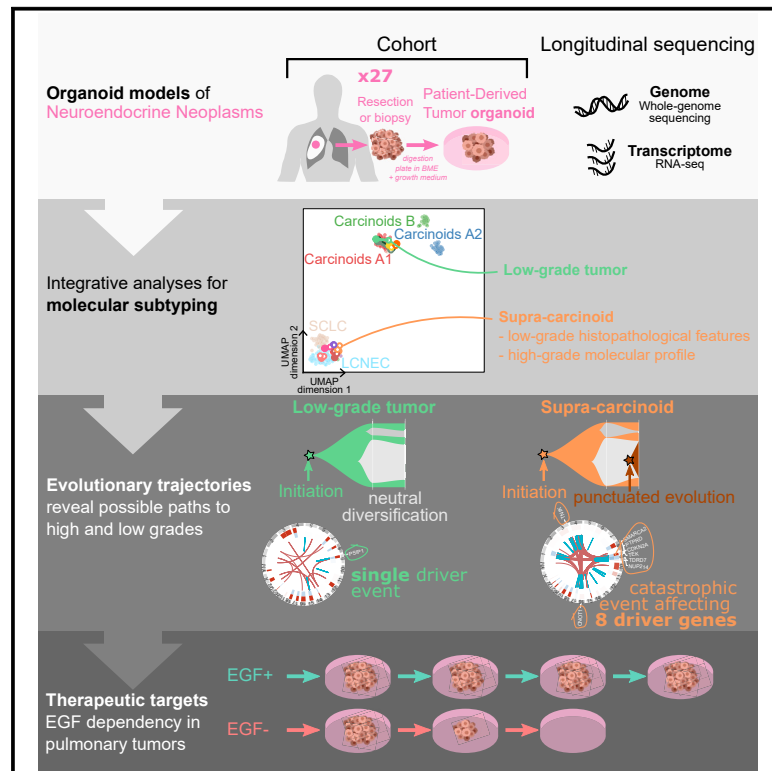 Cohort
Longitudinal sequencing
Organoid models of
Neuroendocrine Neoplasms
x27
Resection
or biopsy
Patient-Derived
Tumor organoid
digestion
plate in BME
+ growth medium
Genome
Whole-genome
sequencing
Transcriptome
RNA-seq
Integrative analyses for
molecular subtyping
Carcinoids B
Carcinoids A2
Carcinoids A1
Low-grade tumor
SCLC
LCNEC
Supra-carcinoid
- low-grade histopathological features
- high-grade molecular profile
UMAP
dimension 2
UMAP
dimension 1
Evolutionary trajectories
reveal possible paths to
high and low grades
Low-grade tumor
Initiation
neutral
diversification
single driver
event
Supra-carcinoid
Initiation
punctuated evolution
CDKN2A
TEK
NUP214
catastrophic
event affecting
8 driver genes
Therapeutic targets
EGF dependency in
pulmonary tumors
EGF+
EGF-